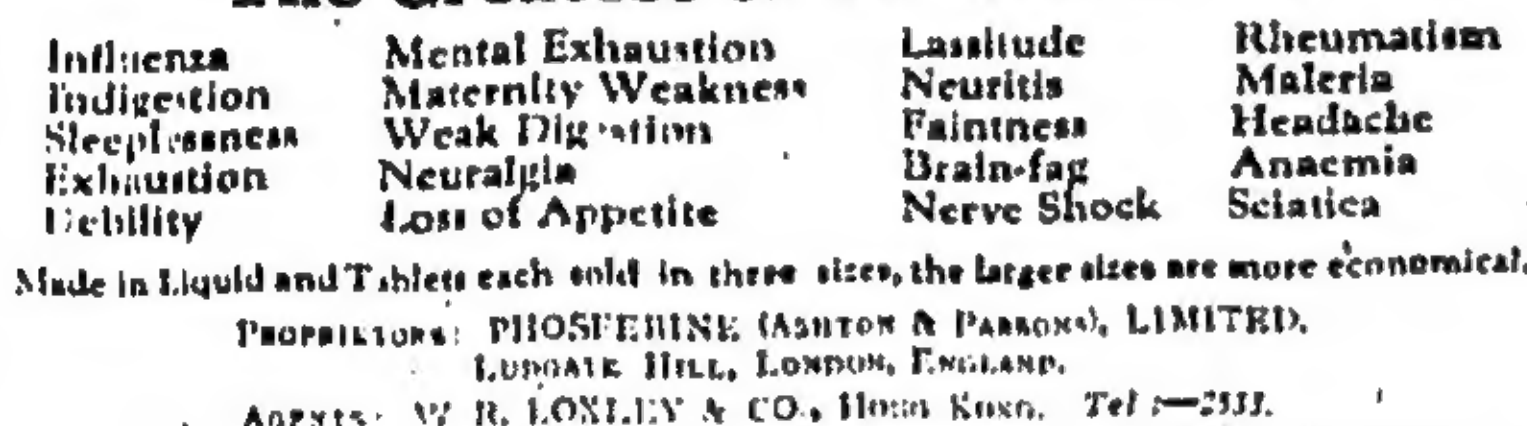 Influenza Mental Exhaustion Lassitude Rheumatism
Indigestion Maternity Weakness Neuritis Maleria
Sleeplessness Weak Digestion Faintness Headache
Exhaustion Neuralgia Brain-fag Anaemia
Debility Loss of Appetite Nerve Shock Sciatica
Made in Liquid and Tablets each sold in three sizes, the larger sizes are more economical.
PROPRIETORS: PHOSFERINE (ASHTON & PARSONS), LIMITED,
LUDGATE HILL, LONDON, ENGLAND.
AGENTS: W. R. LOXLEY & CO., HONG KONG. Tel :—